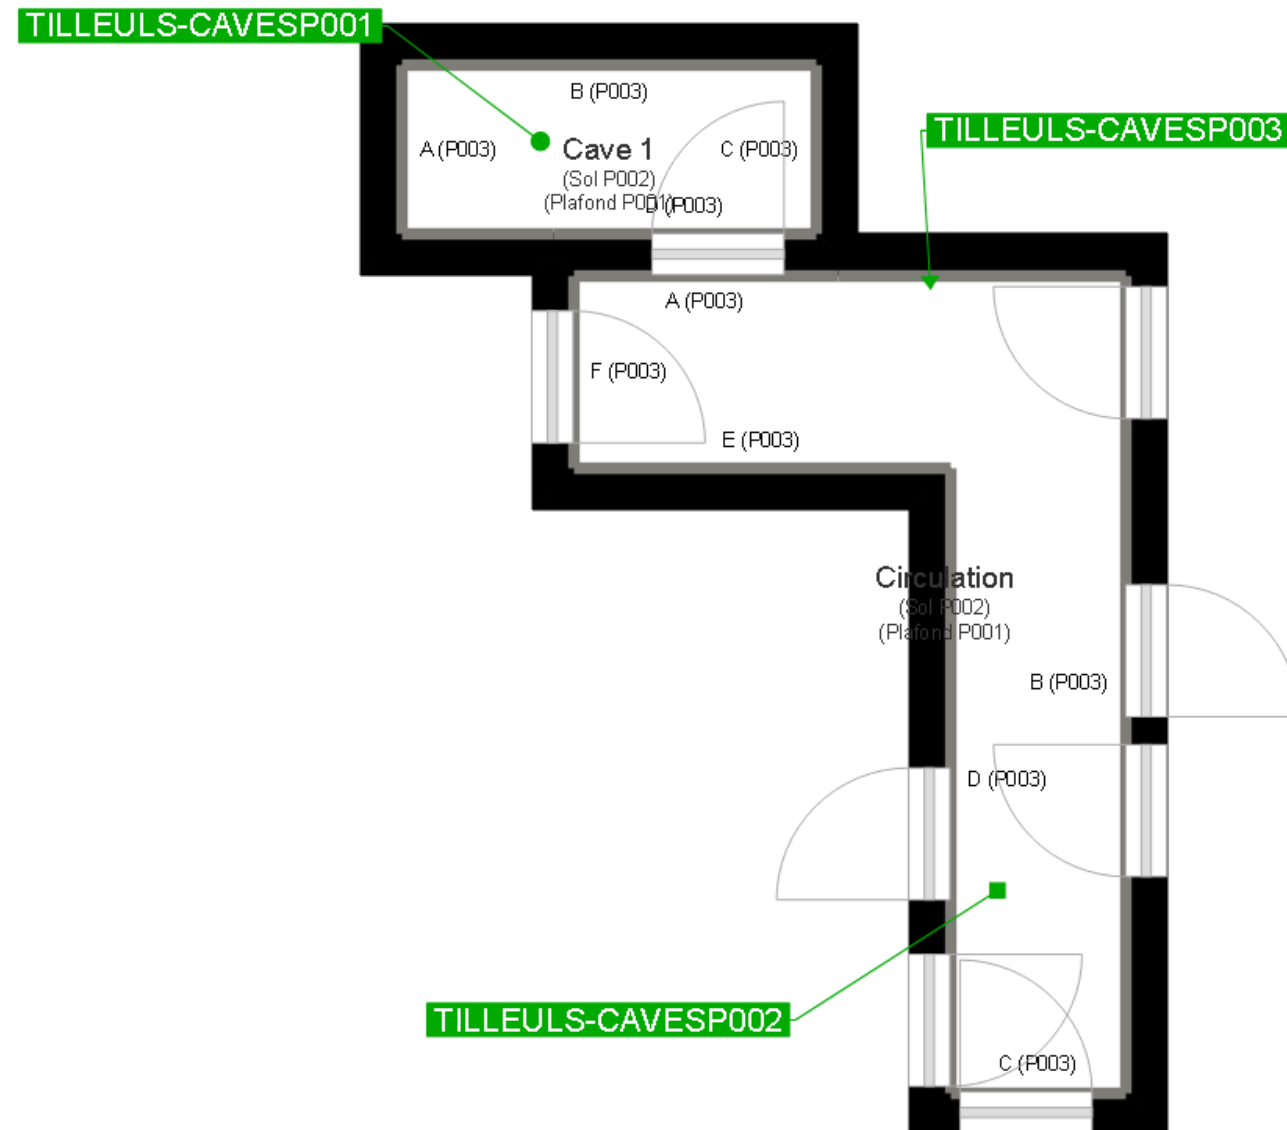 TILLEULS-CAVESP001
B (P003)
TILLEULS-CAVESP003
A (P003)
Cave 1
C (P003)
(Sol P002)
(Plafond P001)
D (P003)
A (P003)
F (P003)
E (P003)
Circulation
(Sol P002)
(Plafond P001)
B (P003)
D (P003)
TILLEULS-CAVESP002
C (P003)